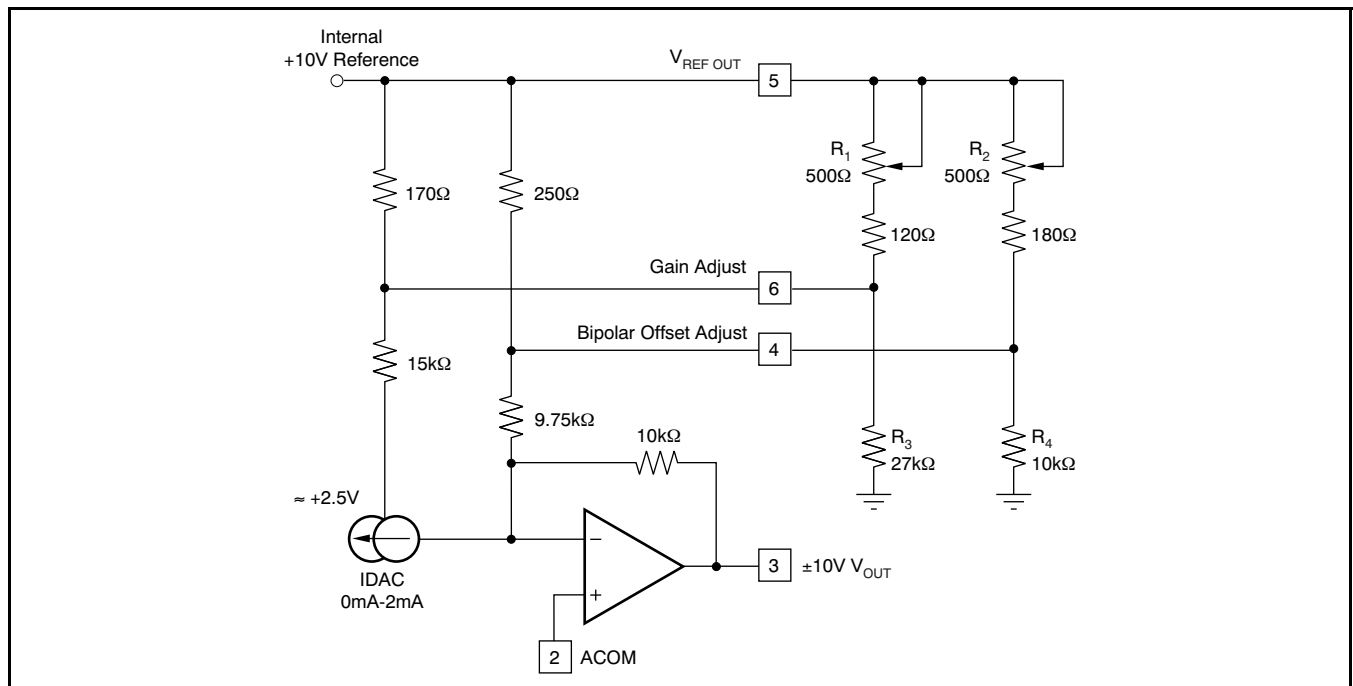 Internal
+10V Reference
V_REF OUT
5
170Ω
250Ω
R₁
500Ω
R₂
500Ω
120Ω
180Ω
Gain Adjust
6
Bipolar Offset Adjust
4
15kΩ
9.75kΩ
10kΩ
R₃
27kΩ
R₄
10kΩ
≈ +2.5V
IDAC
0mA-2mA
−
+
3
±10V V_OUT
2
ACOM